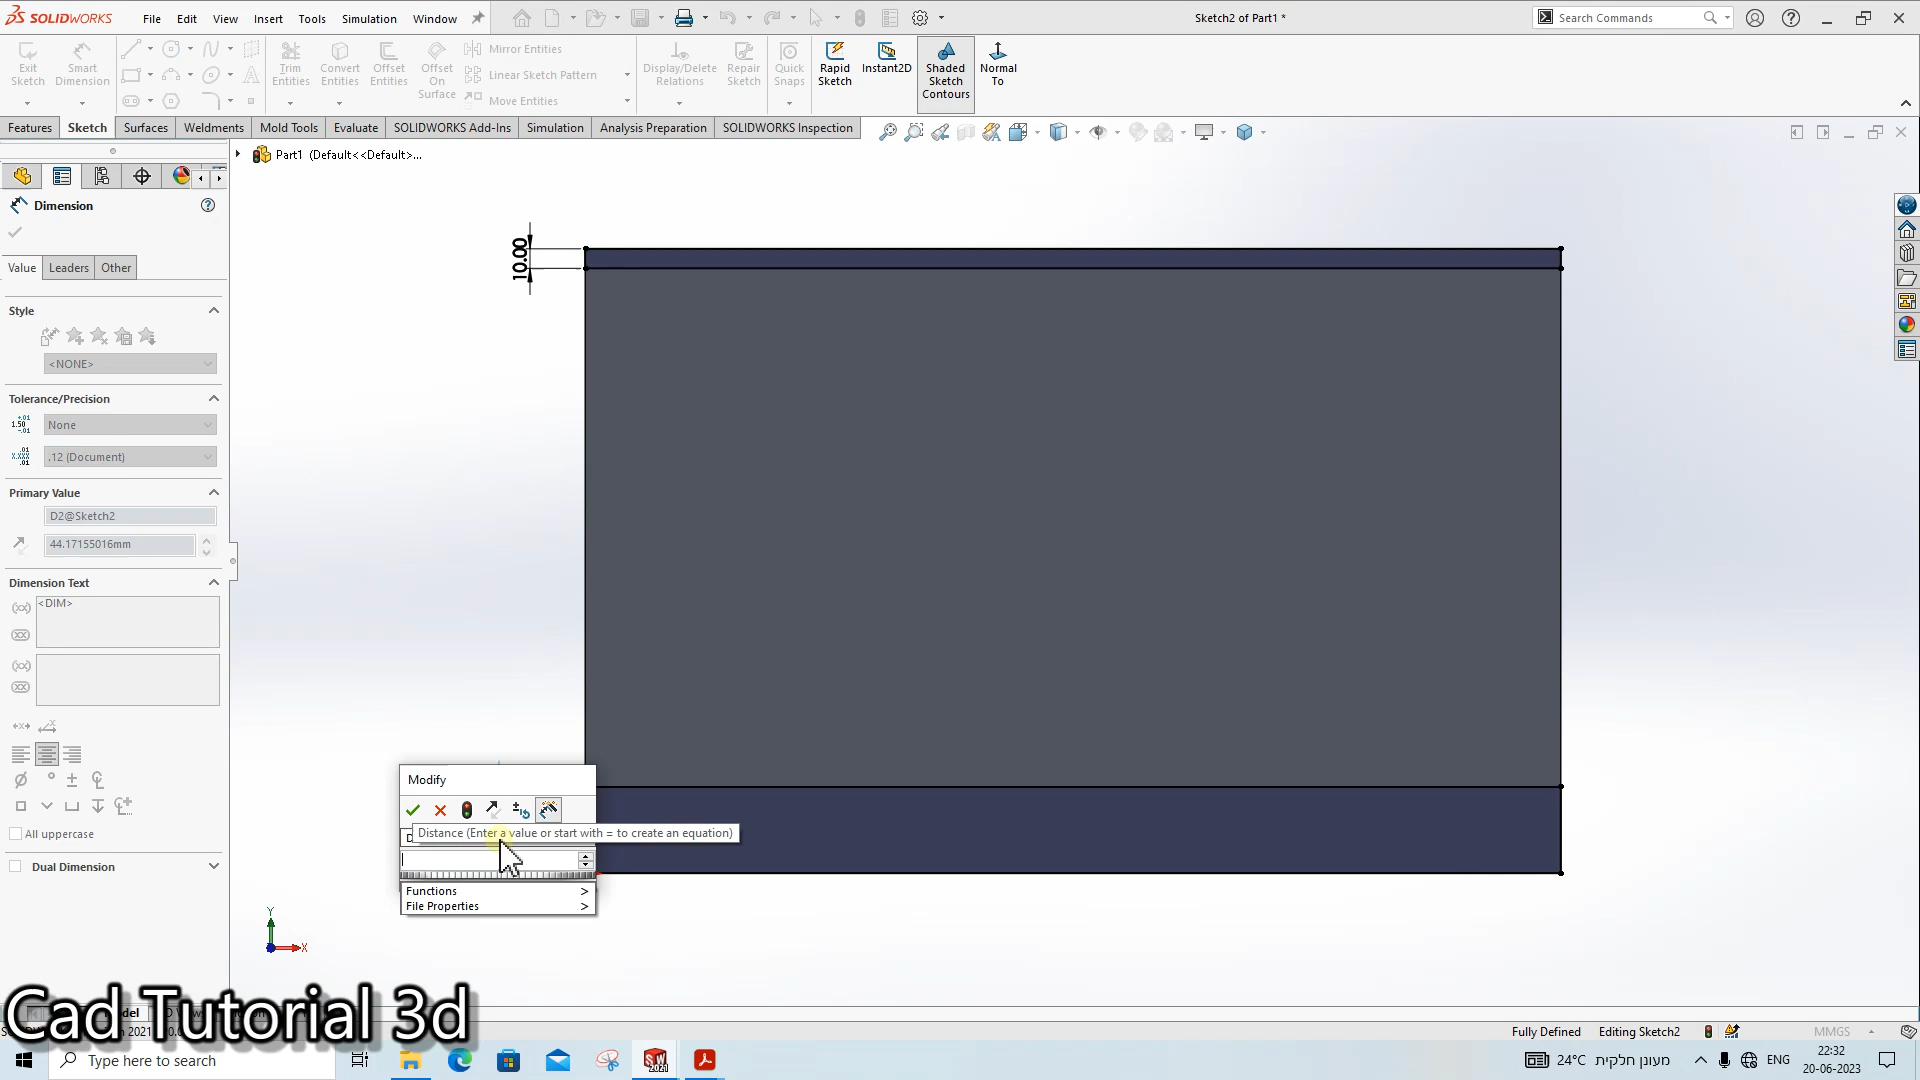 SOLIDWORKS File Edit View Insert Tools Simulation Window Sketch2 of Part1 * Search Commands
Exit Sketch Smart Dimension Trim Entities Convert Entities Offset Entities Offset On Surface Mirror Entities Linear Sketch Pattern Move Entities Display/Delete Relations Repair Sketch Quick Snaps Rapid Sketch Instant2D Shaded Sketch Contours Normal To
Features Sketch Surfaces Weldments Mold Tools Evaluate SOLIDWORKS Add-Ins Simulation Analysis Preparation SOLIDWORKS Inspection
Part1 (Default<<Default>...
Dimension
Value Leaders Other
Style
<NONE>
Tolerance/Precision
None
.12 (Document)
Primary Value
D2@Sketch2
44.17155016mm
Dimension Text
<DIM>
All uppercase
Dual Dimension
10.00
Modify
Distance (Enter a value or start with = to create an equation)
Functions >
File Properties >
Y
X
Cad Tutorial 3d
Fully Defined Editing Sketch2 MMGS
Type here to search
24°C מעונן חלקית ENG 22:32
20-06-2023